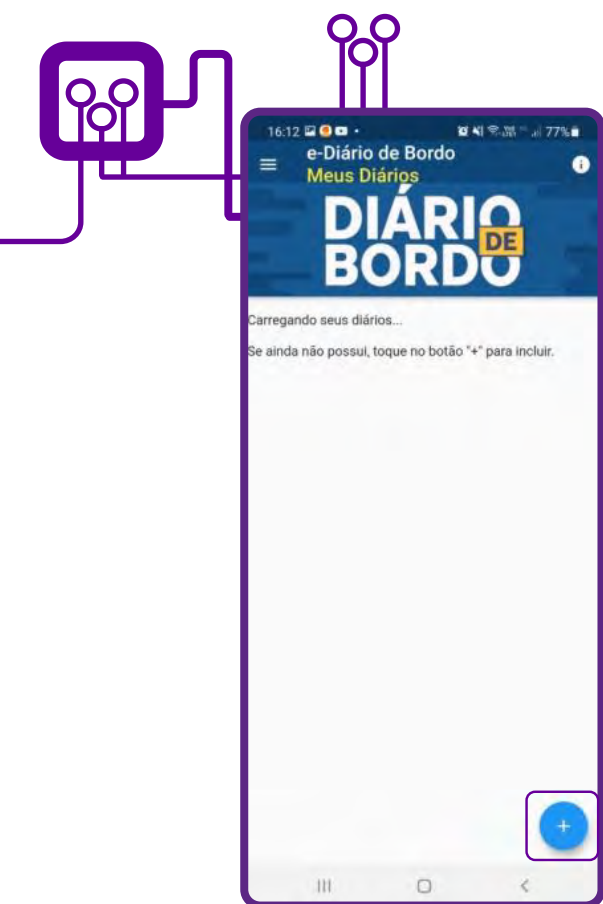 16:12
77%
e-Diário de Bordo
Meus Diários
DIÁRIO
DE
BORDO
Carregando seus diários...
Se ainda não possui, toque no botão "+" para incluir.
+